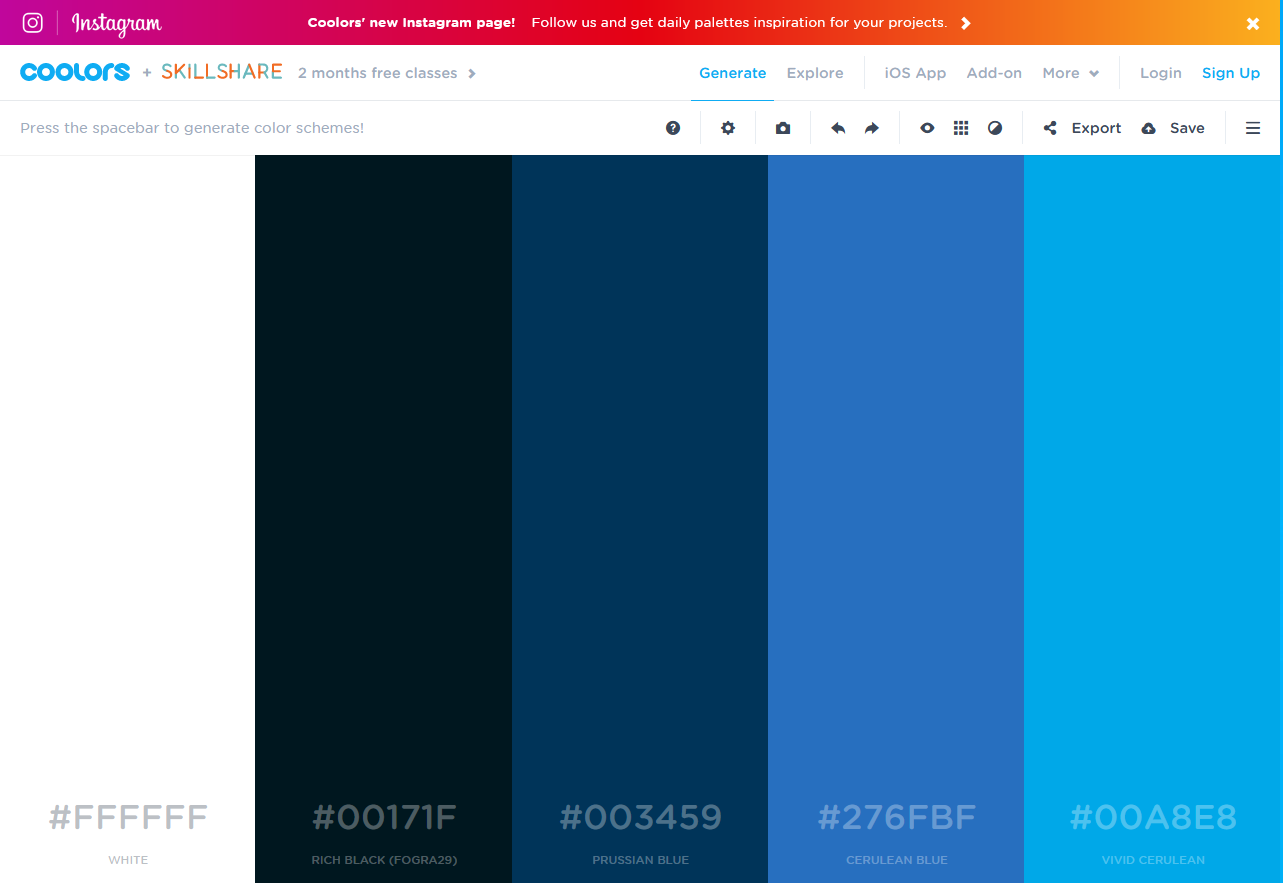 Instagram Coolors' new Instagram page! Follow us and get daily palettes inspiration for your projects.
coolors + SKILLSHARE 2 months free classes Generate Explore iOS App Add-on More Login Sign Up
Press the spacebar to generate color schemes! Export Save
#FFFFFF #00171F #003459 #276FBF #00A8E8
WHITE RICH BLACK (FOGRA29) PRUSSIAN BLUE CERULEAN BLUE VIVID CERULEAN